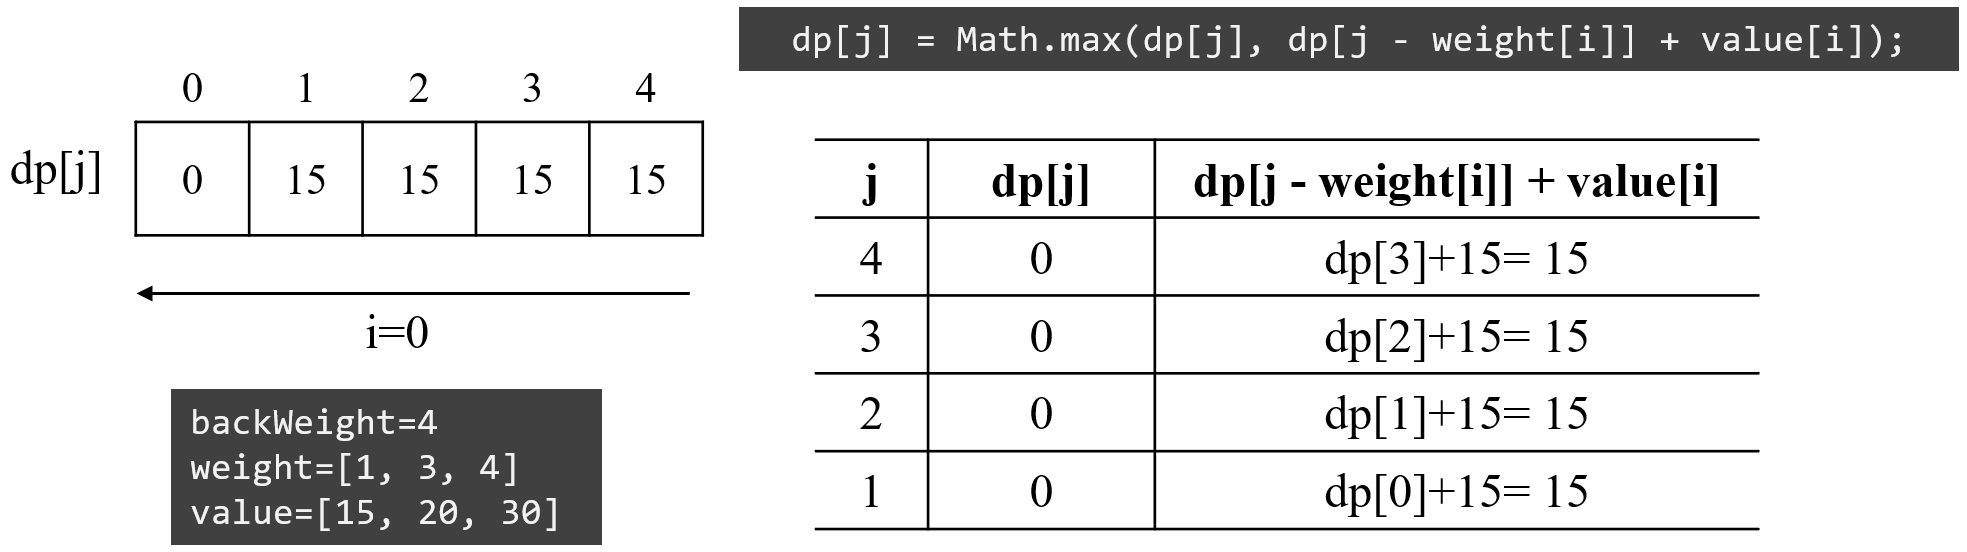 dp[j] = Math.max(dp[j], dp[j - weight[i]] + value[i]);
0 1 2 3 4
dp[j] 0 15 15 15 15
i=0
backWeight=4
weight=[1, 3, 4]
value=[15, 20, 30]
j dp[j] dp[j - weight[i]] + value[i]
4 0 dp[3]+15= 15
3 0 dp[2]+15= 15
2 0 dp[1]+15= 15
1 0 dp[0]+15= 15